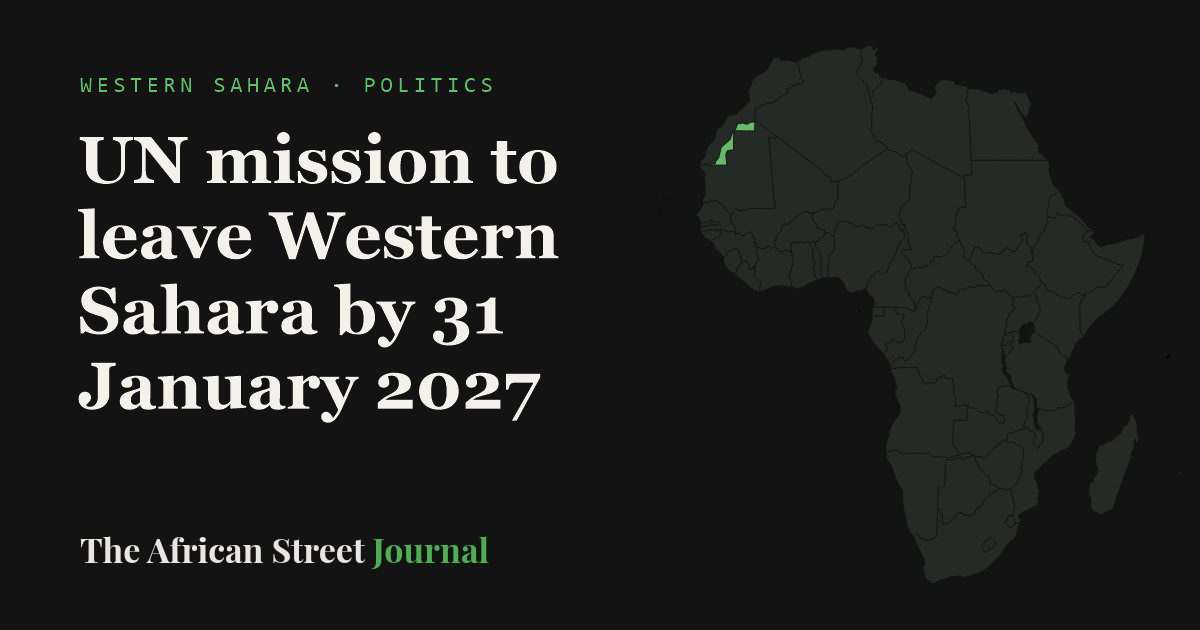 WESTERN SAHARA · POLITICS
UN mission to
leave Western
Sahara by 31
January 2027
The African Street Journal